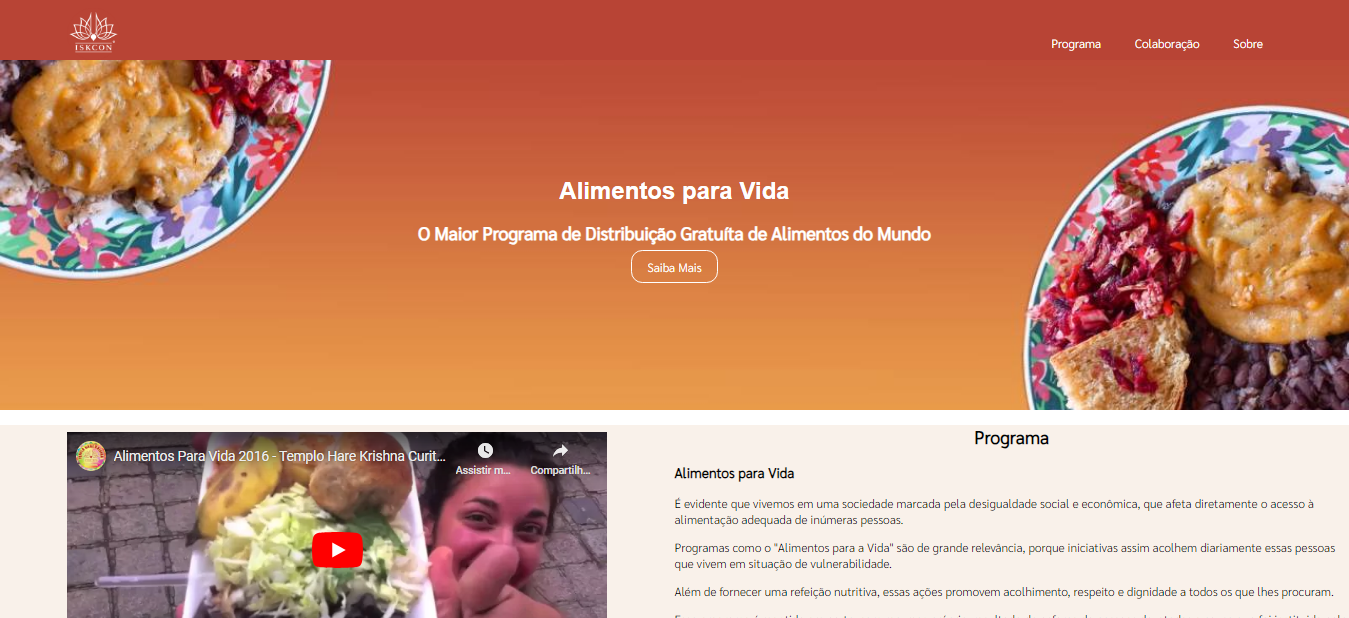 ISKCON
Programa
Colaboração
Sobre
Alimentos para Vida
O Maior Programa de Distribuição Gratuíta de Alimentos do Mundo
Saiba Mais
Alimentos Para Vida 2016 - Templo Hare Krishna Curit...
Assistir m...
Compartilh...
Programa
Alimentos para Vida
É evidente que vivemos em uma sociedade marcada pela desigualdade social e econômica, que afeta diretamente o acesso à
alimentação adequada de inúmeras pessoas.
Programas como o "Alimentos para a Vida" são de grande relevância, porque iniciativas assim acolhem diariamente essas pessoas
que vivem em situação de vulnerabilidade.
Além de fornecer uma refeição nutritiva, essas ações promovem acolhimento, respeito e dignidade a todos os que lhes procuram.